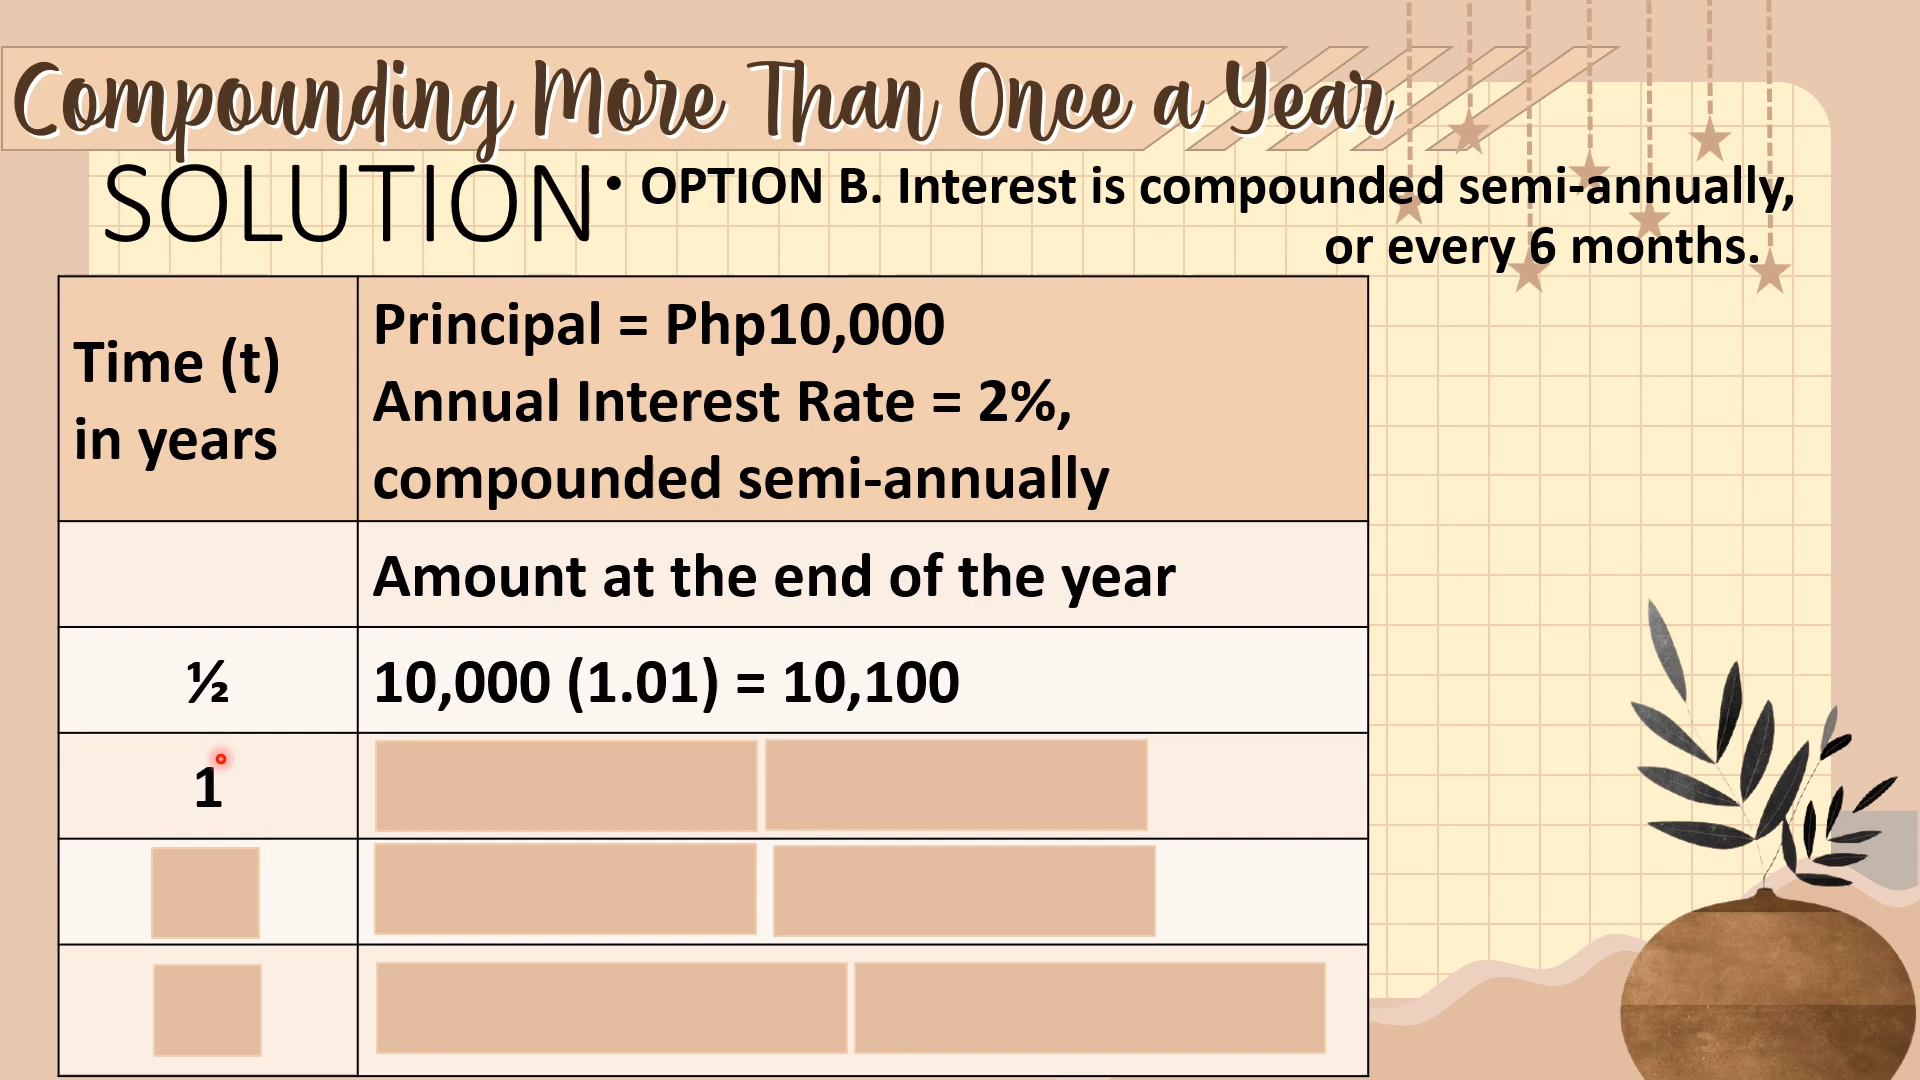 Compounding More Than Once a Year
SOLUTION
• OPTION B. Interest is compounded semi-annually,
or every 6 months.
Time (t)
in years
Principal = Php10,000
Annual Interest Rate = 2%,
compounded semi-annually
Amount at the end of the year
½
10,000 (1.01) = 10,100
1